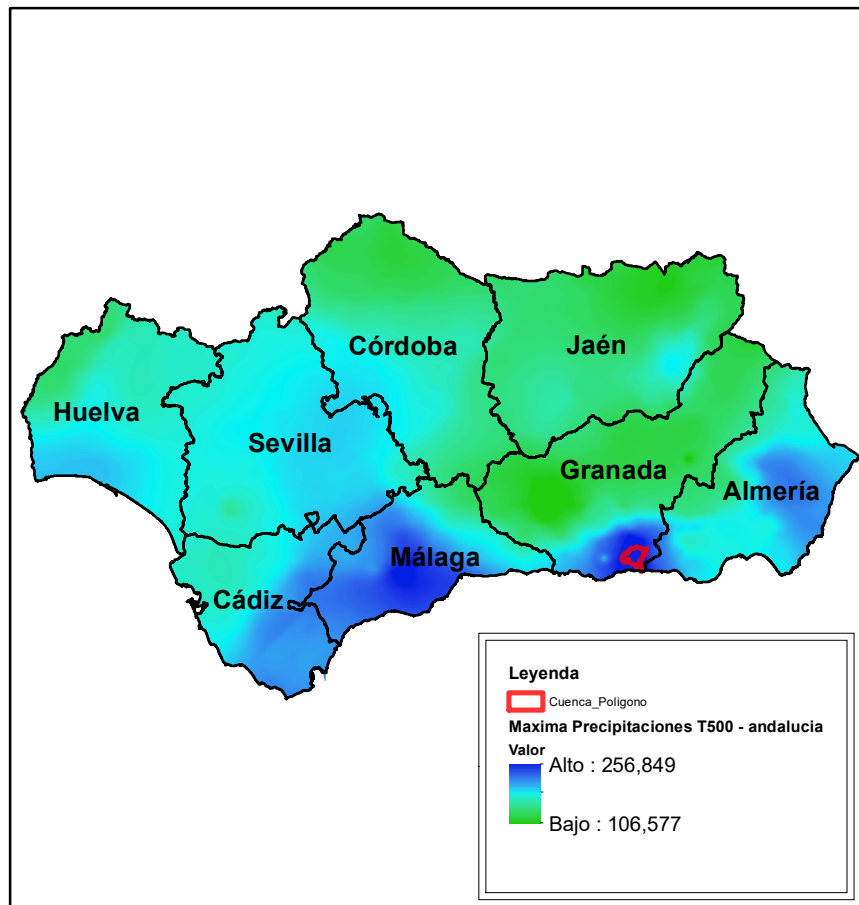 Córdoba
Jaén
Huelva
Sevilla
Granada
Almería
Málaga
Cádiz
Leyenda
Cuenca_Poligono
Maxima Precipitaciones T500 - andalucia
Valor
Alto : 256,849
Bajo : 106,577